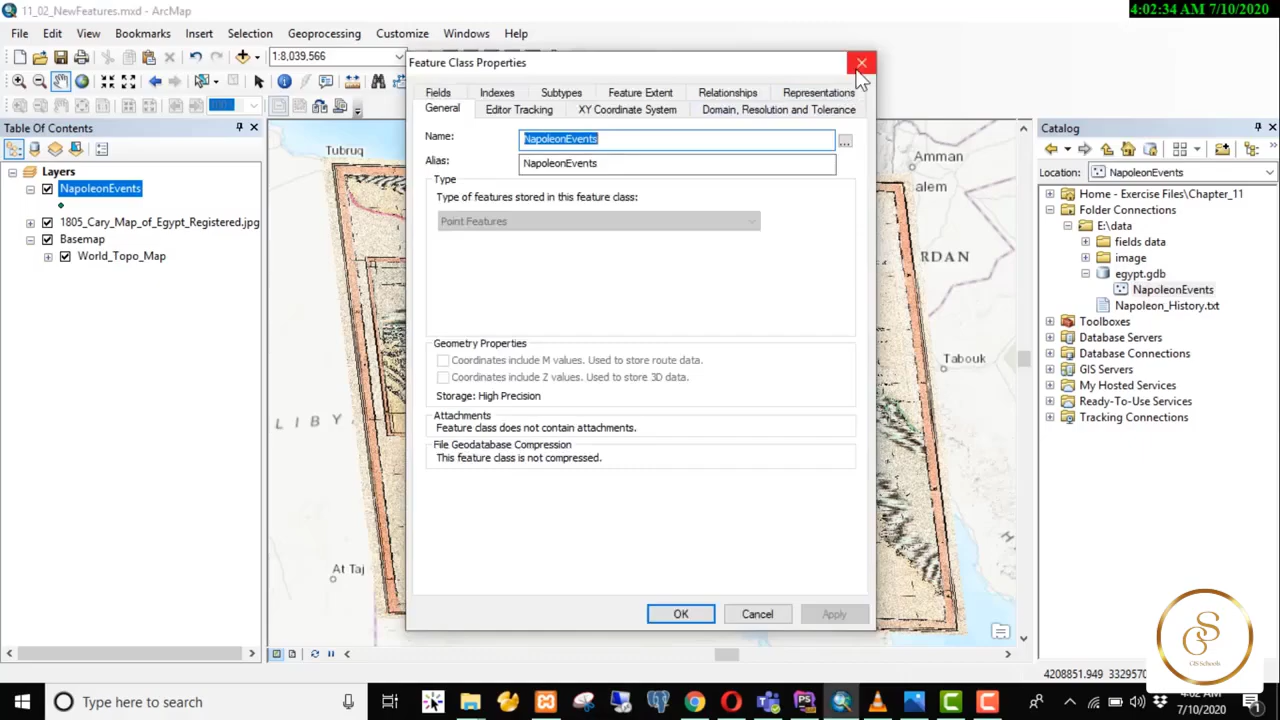 11_02_NewFeatures.mxd - ArcMap
4:02:34 AM 7/10/2020
File Edit View Bookmarks Insert Selection Geoprocessing Customize Windows Help
1:8,039,566
Table Of Contents
Layers
NapoleonEvents
1805_Cary_Map_of_Egypt_Registered.jpg
Basemap
World_Topo_Map
Tubruq
LIBY
At Taj
Feature Class Properties
Fields Indexes Subtypes Feature Extent Relationships Representations
General Editor Tracking XY Coordinate System Domain, Resolution and Tolerance
Name: NapoleonEvents ...
Alias: NapoleonEvents
Type
Type of features stored in this feature class:
Point Features
Geometry Properties
Coordinates include M values. Used to store route data.
Coordinates include Z values. Used to store 3D data.
Storage: High Precision
Attachments
Feature class does not contain attachments.
File Geodatabase Compression
This feature class is not compressed.
OK Cancel Apply
Amman
alem
RDAN
Tabouk
H
Catalog
Location: NapoleonEvents
Home - Exercise Files\Chapter_11
Folder Connections
E:\data
fields data
image
egypt.gdb
NapoleonEvents
Napoleon_History.txt
Toolboxes
Database Servers
Database Connections
GIS Servers
My Hosted Services
Ready-To-Use Services
Tracking Connections
GIS Schools
4208851.949
Type here to search
7/10/2020